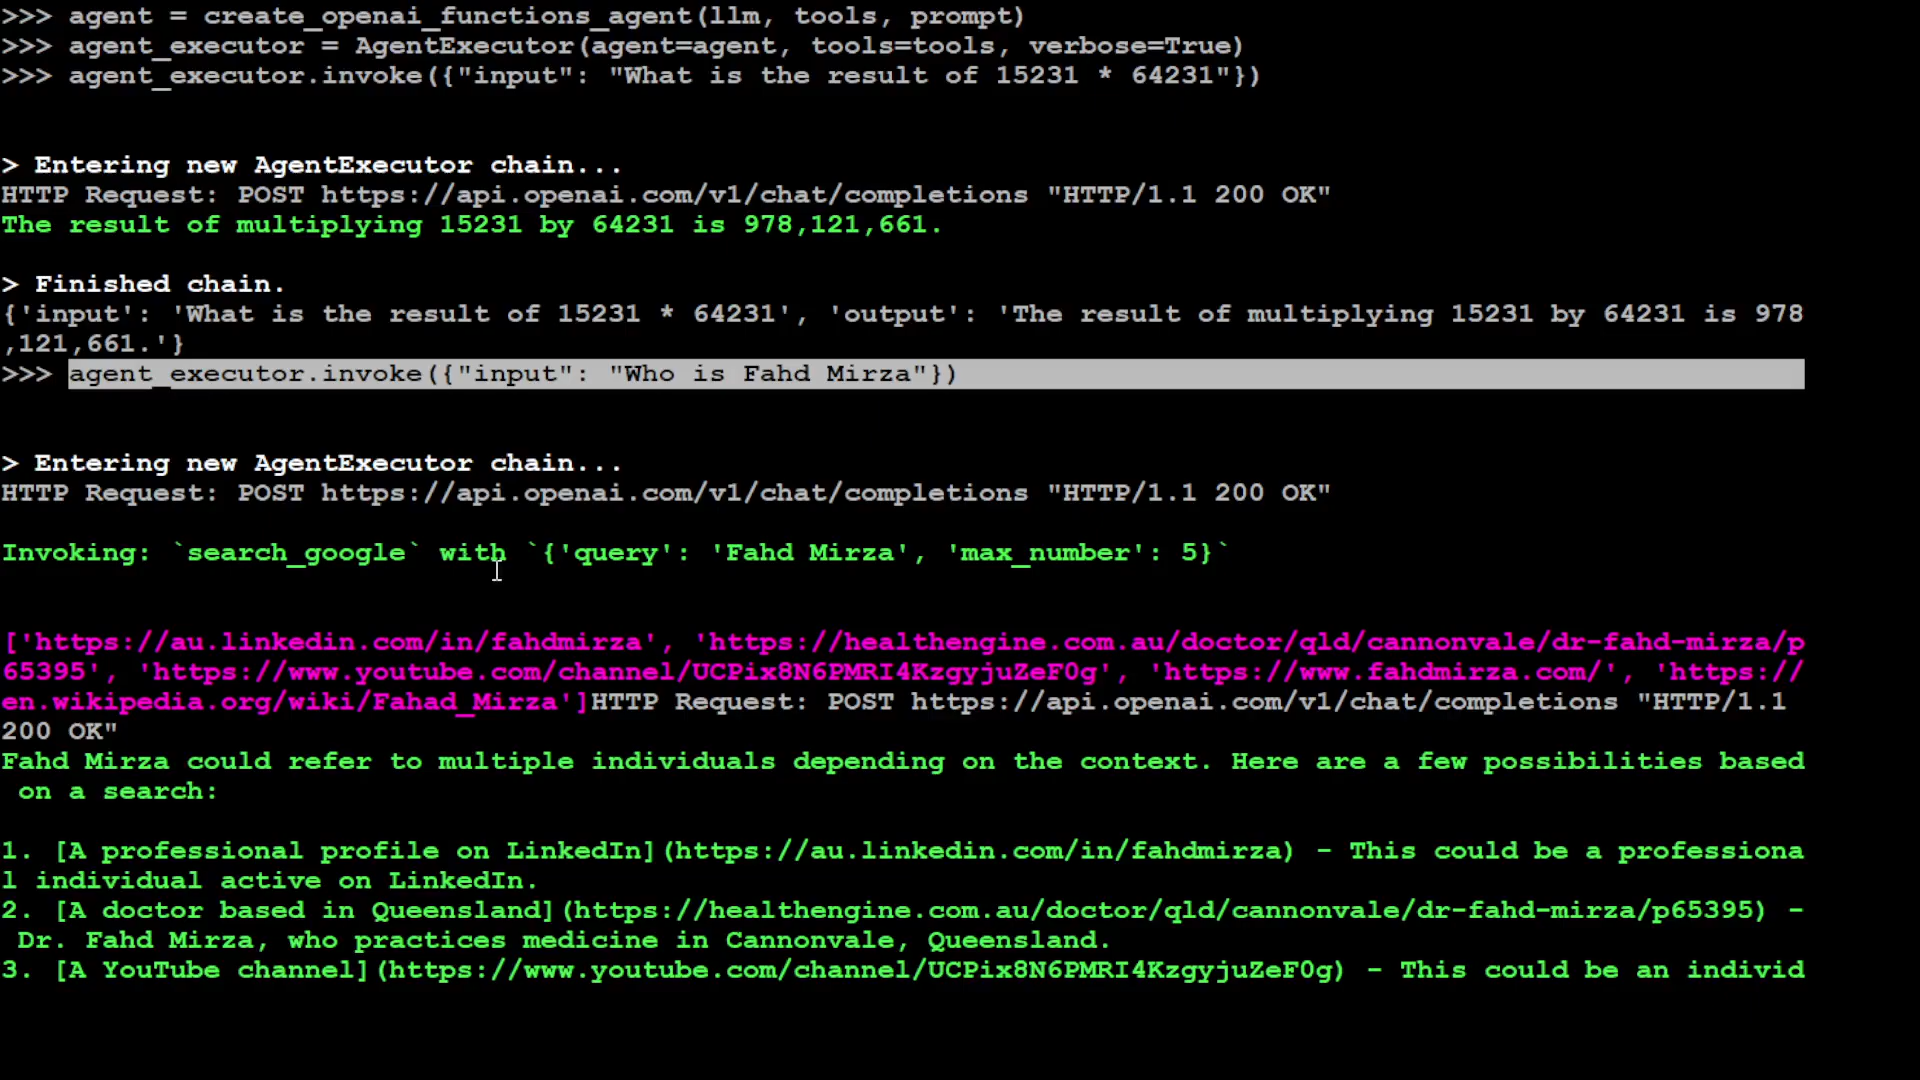 >>> agent = create_openai_functions_agent(llm, tools, prompt)
>>> agent_executor = AgentExecutor(agent=agent, tools=tools, verbose=True)
>>> agent_executor.invoke({"input": "What is the result of 15231 * 64231"})
> Entering new AgentExecutor chain...
HTTP Request: POST https://api.openai.com/v1/chat/completions "HTTP/1.1 200 OK"
The result of multiplying 15231 by 64231 is 978,121,661.
> Finished chain.
{'input': 'What is the result of 15231 * 64231', 'output': 'The result of multiplying 15231 by 64231 is 978
,121,661.'}
>>> agent_executor.invoke({"input": "Who is Fahd Mirza"})
> Entering new AgentExecutor chain...
HTTP Request: POST https://api.openai.com/v1/chat/completions "HTTP/1.1 200 OK"
Invoking: `search_google` with `{'query': 'Fahd Mirza', 'max_number': 5}`
['https://au.linkedin.com/in/fahdmirza', 'https://healthengine.com.au/doctor/qld/cannonvale/dr-fahd-mirza/p
65395', 'https://www.youtube.com/channel/UCPix8N6PMRI4KzgyjuZeF0g', 'https://www.fahdmirza.com/', 'https://
en.wikipedia.org/wiki/Fahad_Mirza']HTTP Request: POST https://api.openai.com/v1/chat/completions "HTTP/1.1
200 OK"
Fahd Mirza could refer to multiple individuals depending on the context. Here are a few possibilities based
on a search:
1. [A professional profile on LinkedIn](https://au.linkedin.com/in/fahdmirza) - This could be a professiona
l individual active on LinkedIn.
2. [A doctor based in Queensland](https://healthengine.com.au/doctor/qld/cannonvale/dr-fahd-mirza/p65395) -
Dr. Fahd Mirza, who practices medicine in Cannonvale, Queensland.
3. [A YouTube channel](https://www.youtube.com/channel/UCPix8N6PMRI4KzgyjuZeF0g) - This could be an individ